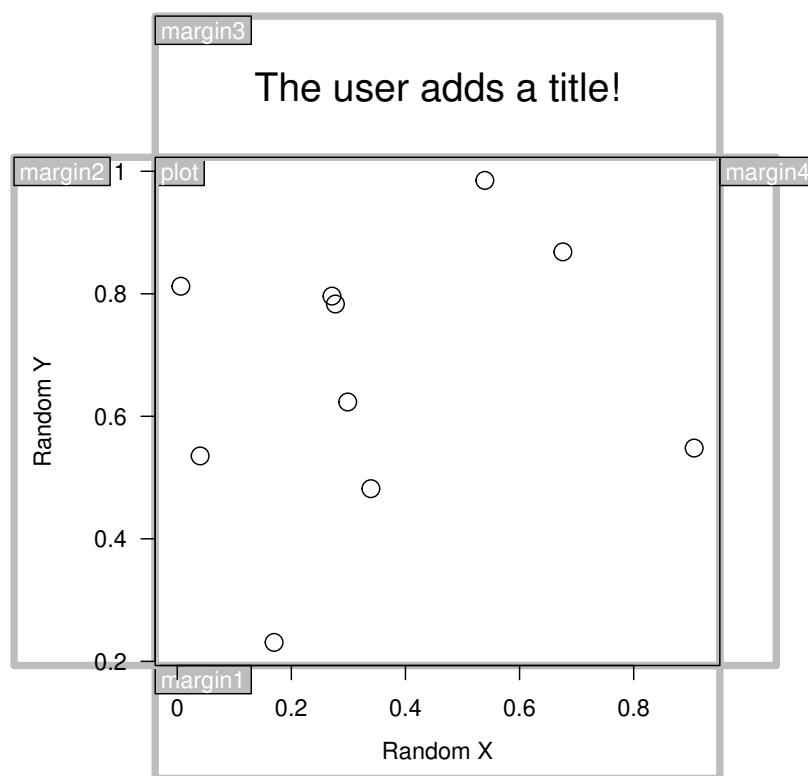 margin3
The user adds a title!
margin2
plot
margin4
1
0.8
0.6
0.4
0.2
Random Y
margin1
0 0.2 0.4 0.6 0.8
Random X